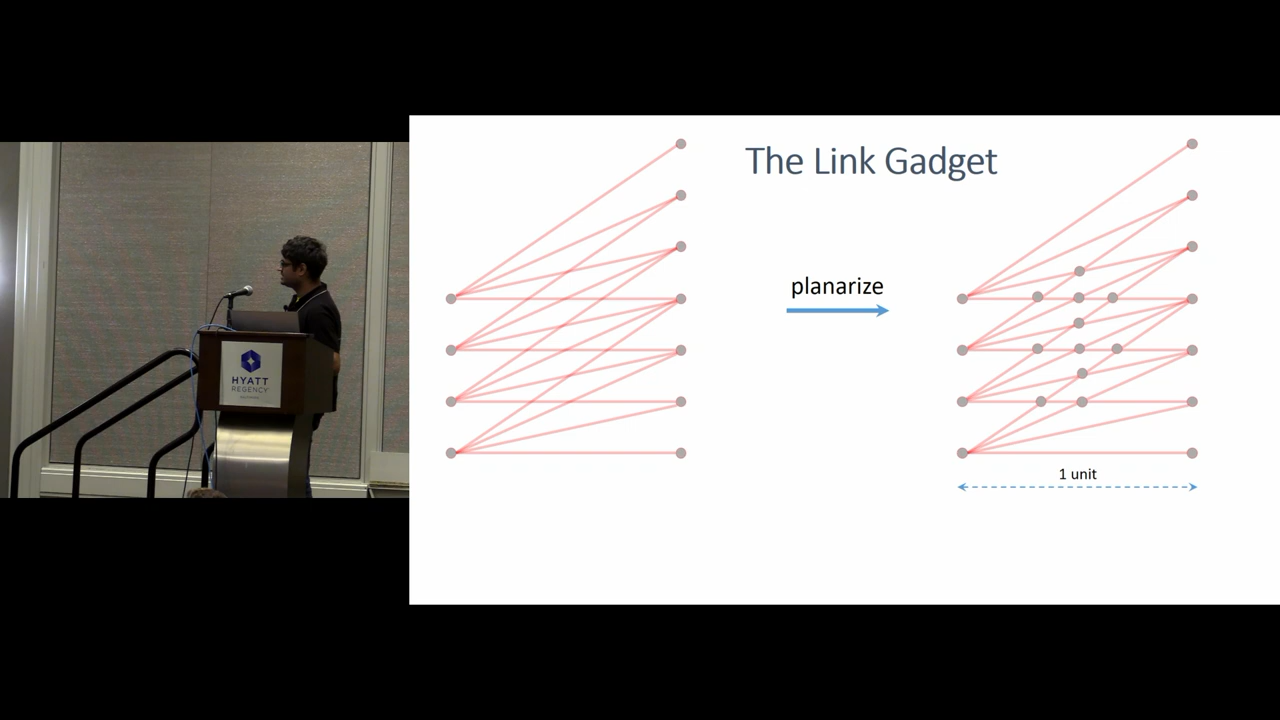 The Link Gadget
planarize
1 unit
HYATT
REGENCY